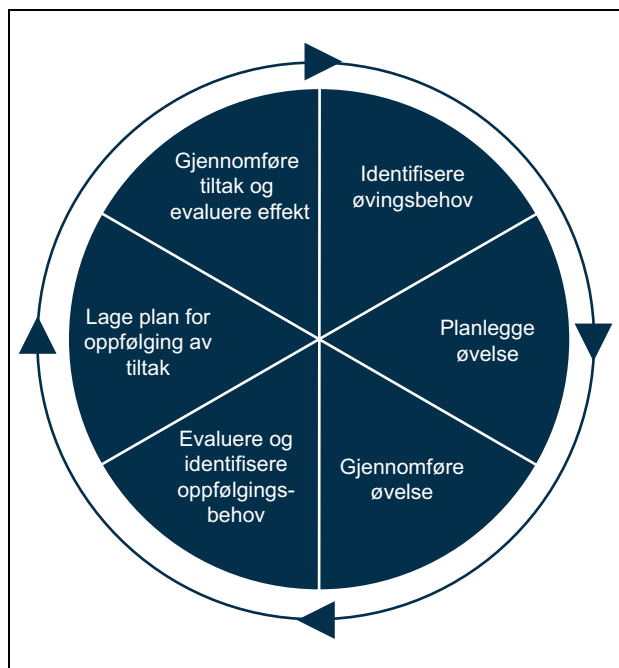 Identifisere
øvingsbehov
Planlegge
øvelse
Gjennomføre
øvelse
Evaluere og
identifisere
oppfølgings-
behov
Lage plan for
oppfølging av
tiltak
Gjennomføre
tiltak og
evaluere effekt